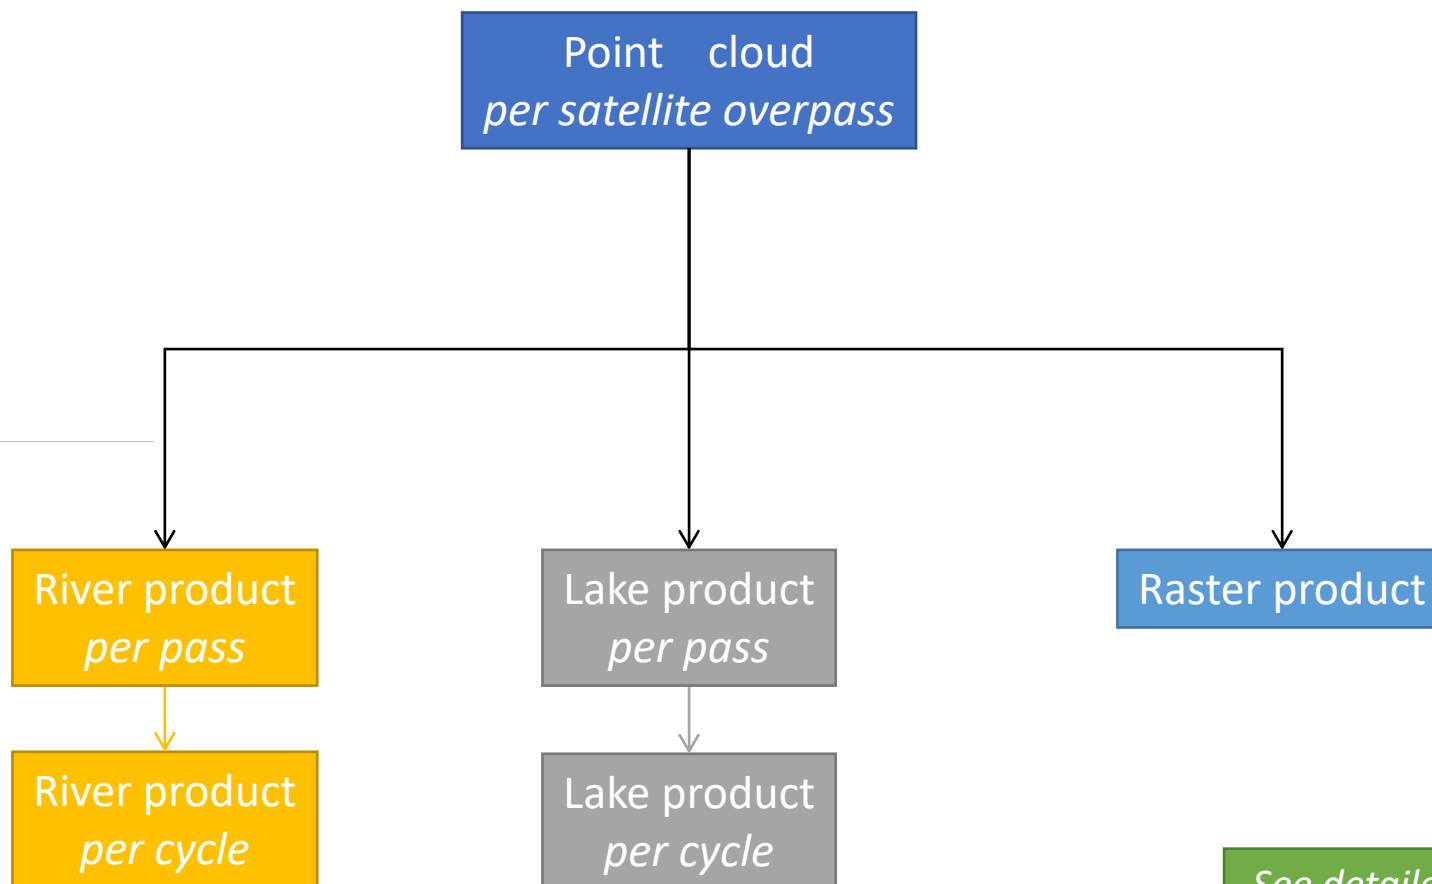 Point cloud
per satellite overpass
River product
per pass
Lake product
per pass
Raster product
River product
per cycle
Lake product
per cycle
See